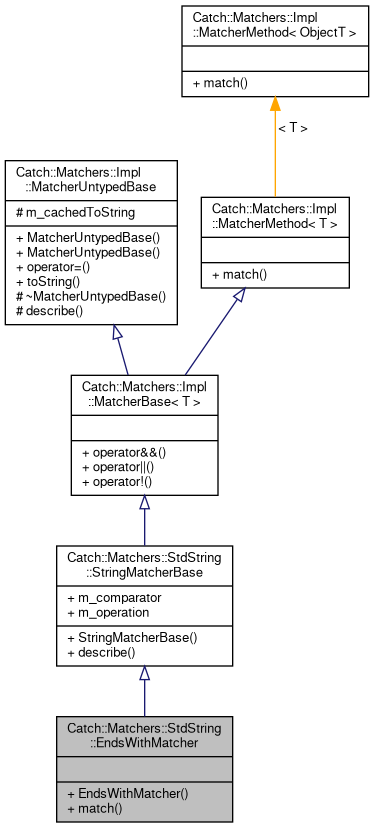 Catch::Matchers::Impl
::MatcherMethod< ObjectT >
+ match()
< T >
Catch::Matchers::Impl
::MatcherUntypedBase
# m_cachedToString
+ MatcherUntypedBase()
+ MatcherUntypedBase()
+ operator=()
+ toString()
# ~MatcherUntypedBase()
# describe()
Catch::Matchers::Impl
::MatcherMethod< T >
+ match()
Catch::Matchers::Impl
::MatcherBase< T >
+ operator&&()
+ operator||()
+ operator!()
Catch::Matchers::StdString
::StringMatcherBase
+ m_comparator
+ m_operation
+ StringMatcherBase()
+ describe()
Catch::Matchers::StdString
::EndsWithMatcher
+ EndsWithMatcher()
+ match()